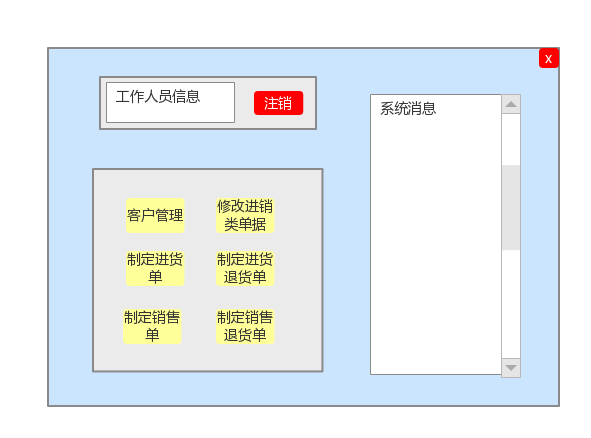 x
工作人员信息
注销
系统消息
客户管理
修改进销
类单据
制定进货
单
制定进货
退货单
制定销售
单
制定销售
退货单